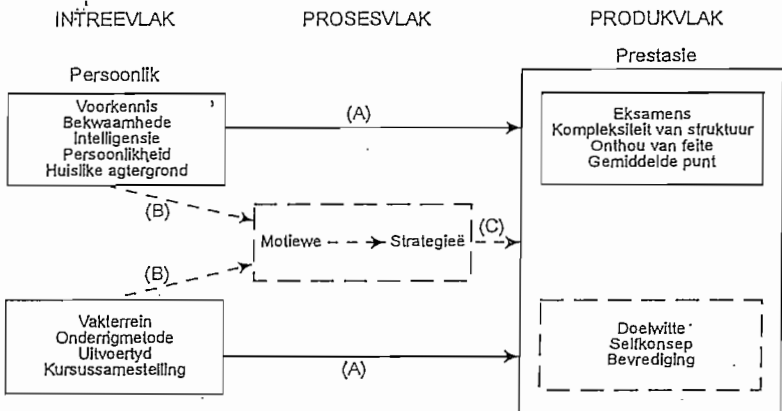 INTREEVLAK PROSESVLAK PRODUKVLAK
Persoonlik
Prestasie
Voorkennis
Bekwaamhede
Intelligensie
Persoonlikheid
Huislike agtergrond
(A)
Eksamens
Kompleksiteit van struktuur
Onthou van feite
Gemiddelde punt
(B)
Motiewe
Strategieë
(C)
(B)
Vakterrein
Onderrigmetode
Uitvoertyd
Kursussamestelling
(A)
Doelwitte
Selfkonsep
Bevrediging